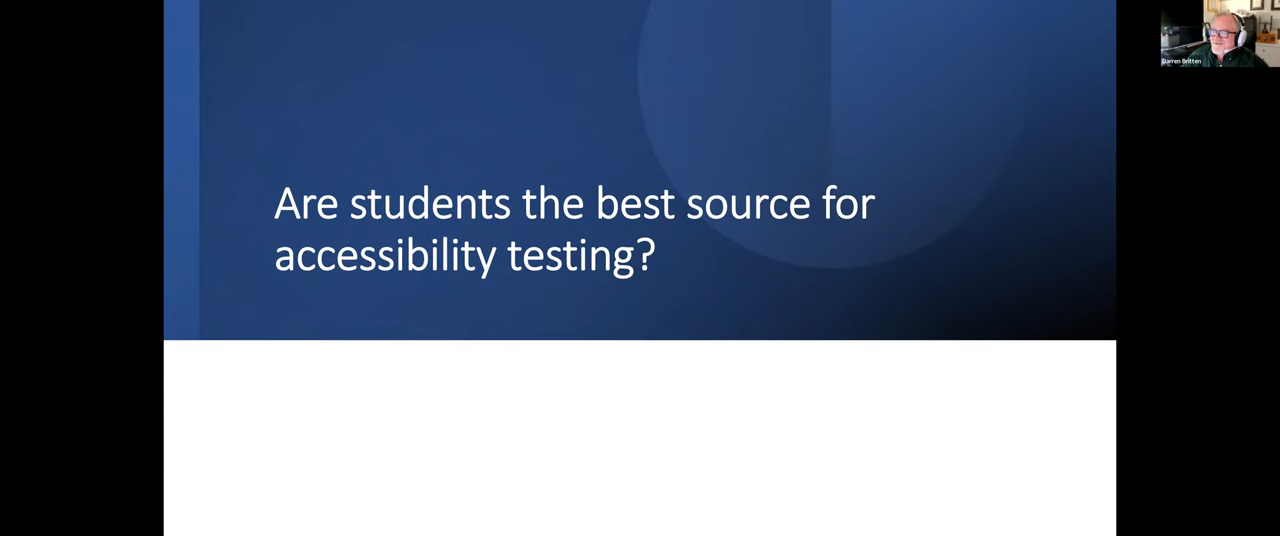 Are students the best source for
accessibility testing?
Darren Britten